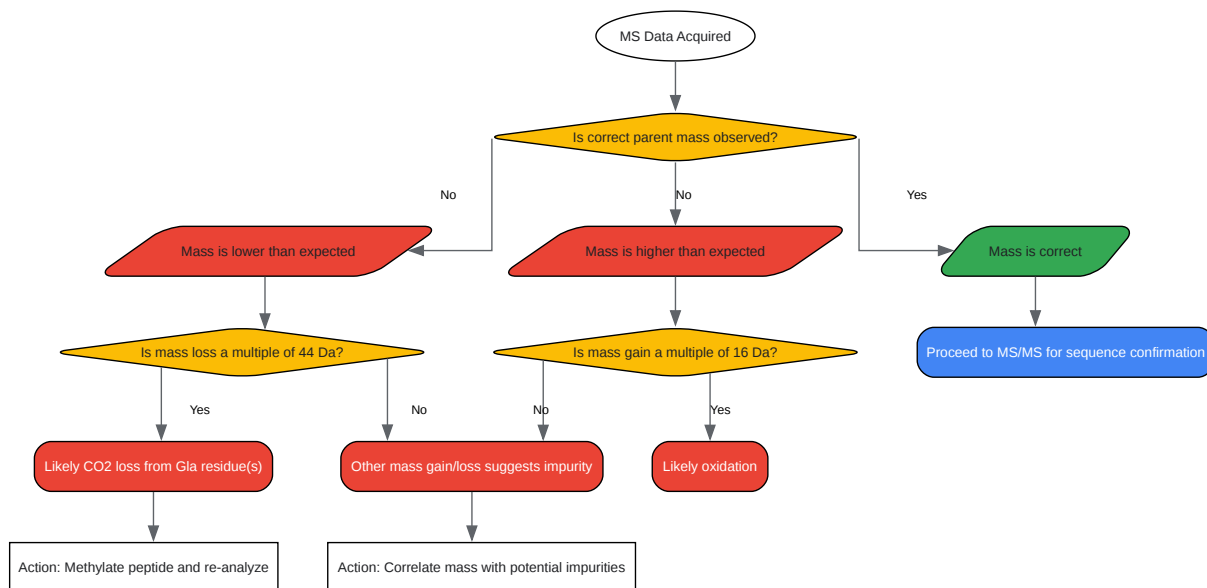 MS Data Acquired
Is correct parent mass observed?
No
No
Yes
Mass is lower than expected
Mass is higher than expected
Mass is correct
Is mass loss a multiple of 44 Da?
Is mass gain a multiple of 16 Da?
Proceed to MS/MS for sequence confirmation
Yes
No
No
Yes
Likely CO2 loss from Gla residue(s)
Other mass gain/loss suggests impurity
Likely oxidation
Action: Methylate peptide and re-analyze
Action: Correlate mass with potential impurities